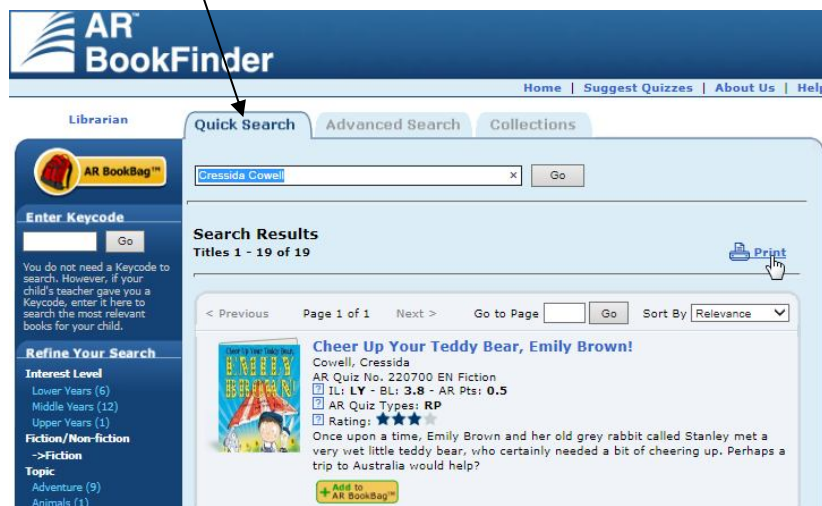 AR™
BookFinder
Home | Suggest Quizzes | About Us |
Librarian
Quick Search
Advanced Search
Collections
AR BookBag™
Cressida Cowell
×
Go
Enter Keycode
Go
You do not need a Keycode to
search. However, if your
child's teacher gave you a
Keycode, enter it here to
search the most relevant
books for your child.
Search Results
Titles 1 - 19 of 19
Print
< Previous
Page 1 of 1
Next >
Go to Page
Go
Sort By Relevance
Refine Your Search
Interest Level
Lower Years (6)
Middle Years (12)
Upper Years (1)
Fiction/Non-fiction
->Fiction
Topic
Adventure (9)
Animals (1)
Cheer Up Your Teddy Bear, Emily Brown!
Cowell, Cressida
AR Quiz No. 220700 EN Fiction
? IL: LY - BL: 3.8 - AR Pts: 0.5
? AR Quiz Types: RP
? Rating:
Once upon a time, Emily Brown and her old grey rabbit called Stanley met a
very wet little teddy bear, who certainly needed a bit of cheering up. Perhaps a
trip to Australia would help?
+ Add to
AR BookBag™